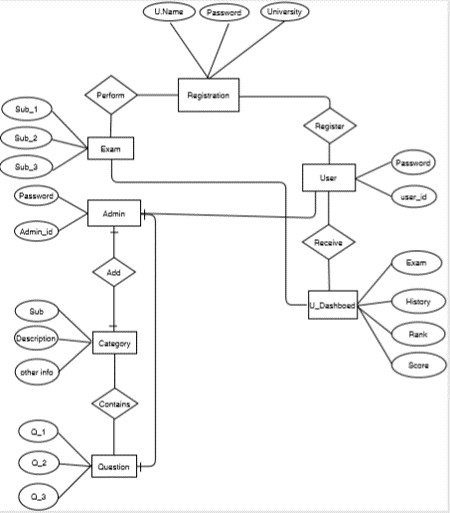 U.Name
Password
University
Perform
Registration
Sub_1
Register
Sub_2
Exam
Sub_3
Password
User
Password
user_id
Admin
Admin_id
Receive
Exam
Add
History
U_Dashboed
Sub
Rank
Description
Category
Score
other info
Contains
Q_1
Q_2
Question
Q_3